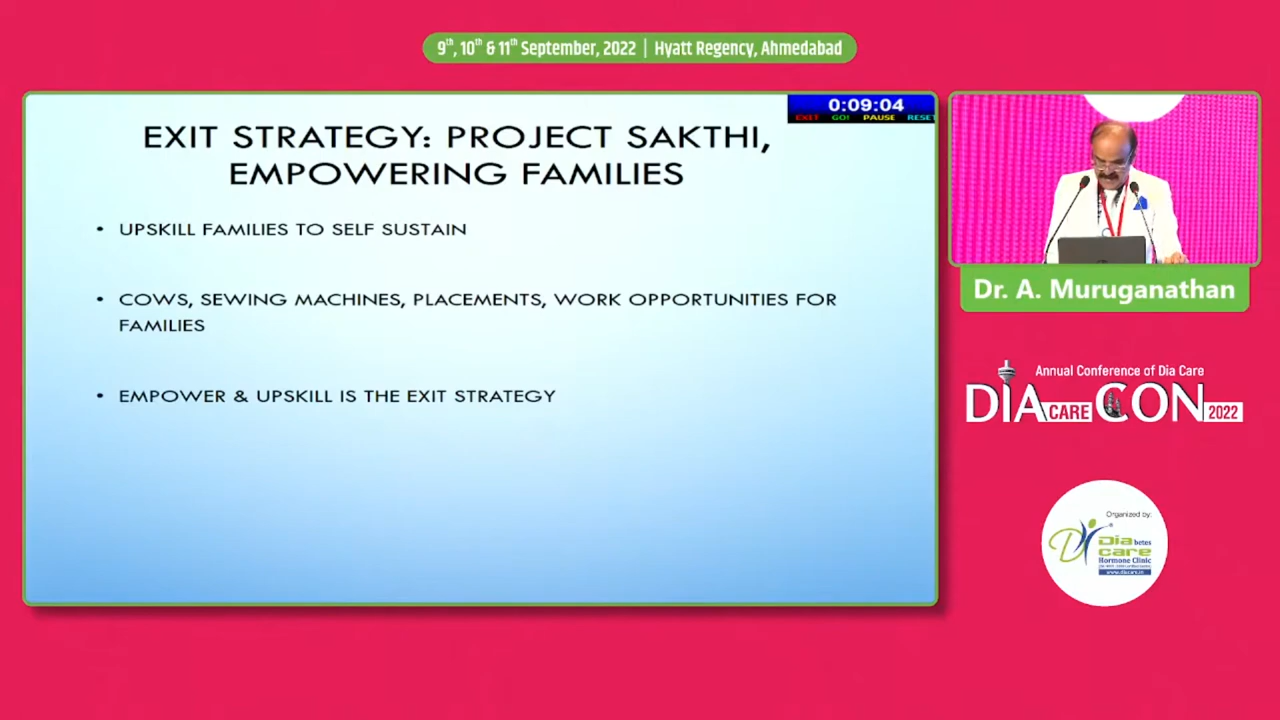 9th, 10th & 11th September, 2022 | Hyatt Regency, Ahmedabad
0:09:04
EXIT GO! PAUSE RESET
EXIT STRATEGY: PROJECT SAKTHI,
EMPOWERING FAMILIES
• UPSKILL FAMILIES TO SELF SUSTAIN
• COWS, SEWING MACHINES, PLACEMENTS, WORK OPPORTUNITIES FOR
FAMILIES
• EMPOWER & UPSKILL IS THE EXIT STRATEGY
Dr. A. Muruganathan
Annual Conference of Dia Care
DIA CARE CON 2022
Organized by:
Diabetes
care
Hormone Clinic
www.diacare.in